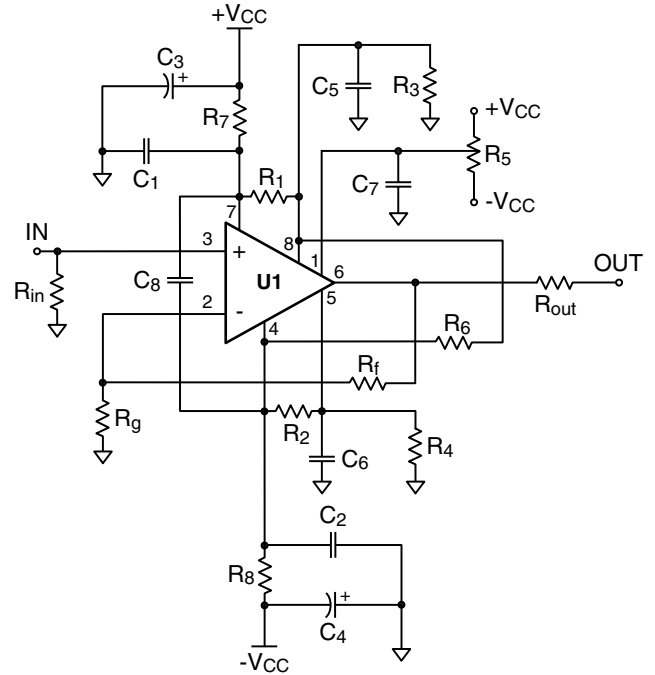 +VCC
C3
+
C5
R3
R7
+VCC
R5
C1
R1
C7
-VCC
7
IN
3
8
1
+
6
OUT
C8
U1
Rin
2
5
Rout
-
4
R6
Rf
Rg
R2
R4
C6
C2
R8
+
C4
-VCC